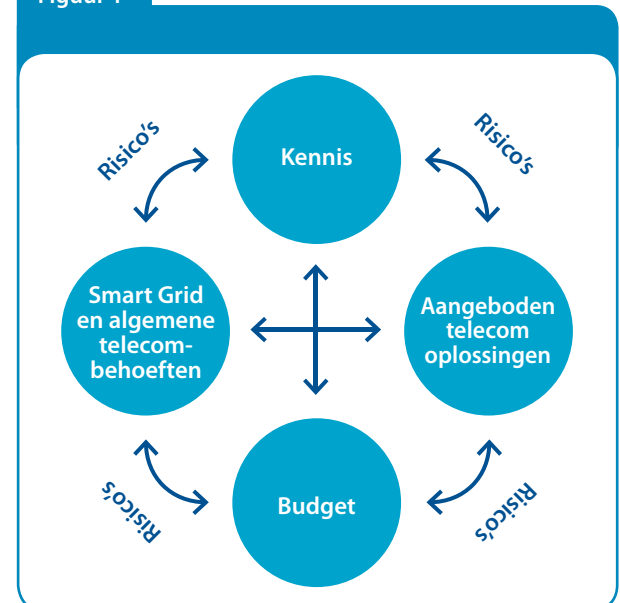 Figuur 1
Risico's
Risico's
Kennis
Smart Grid
en algemene
telecom-
behoeften
Aangeboden
telecom
oplossingen
Budget
Risico's
Risico's